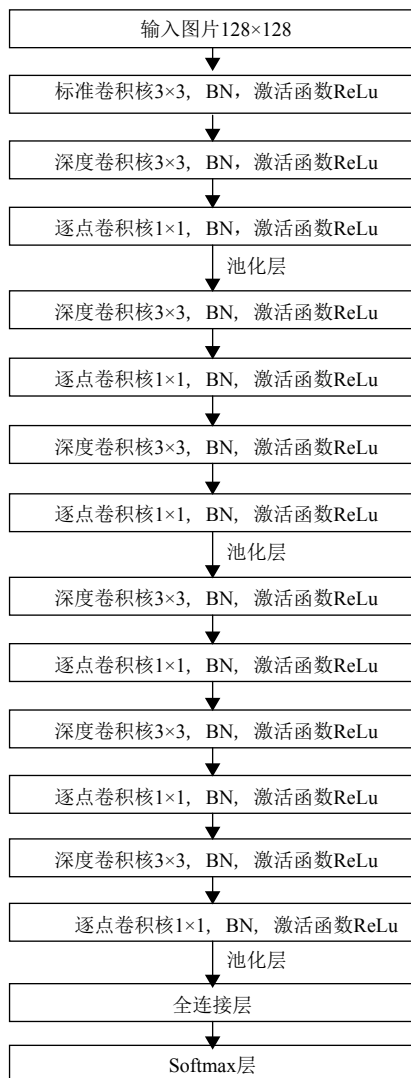 输入图片128×128
标准卷积核3×3, BN，激活函数ReLu
深度卷积核3×3, BN，激活函数ReLu
逐点卷积核1×1, BN，激活函数ReLu
池化层
深度卷积核3×3, BN, 激活函数ReLu
逐点卷积核1×1, BN, 激活函数ReLu
深度卷积核3×3, BN, 激活函数ReLu
逐点卷积核1×1, BN, 激活函数ReLu
池化层
深度卷积核3×3, BN, 激活函数ReLu
逐点卷积核1×1, BN, 激活函数ReLu
深度卷积核3×3, BN, 激活函数ReLu
逐点卷积核1×1, BN, 激活函数ReLu
深度卷积核3×3, BN, 激活函数ReLu
逐点卷积核1×1, BN, 激活函数ReLu
池化层
全连接层
Softmax层